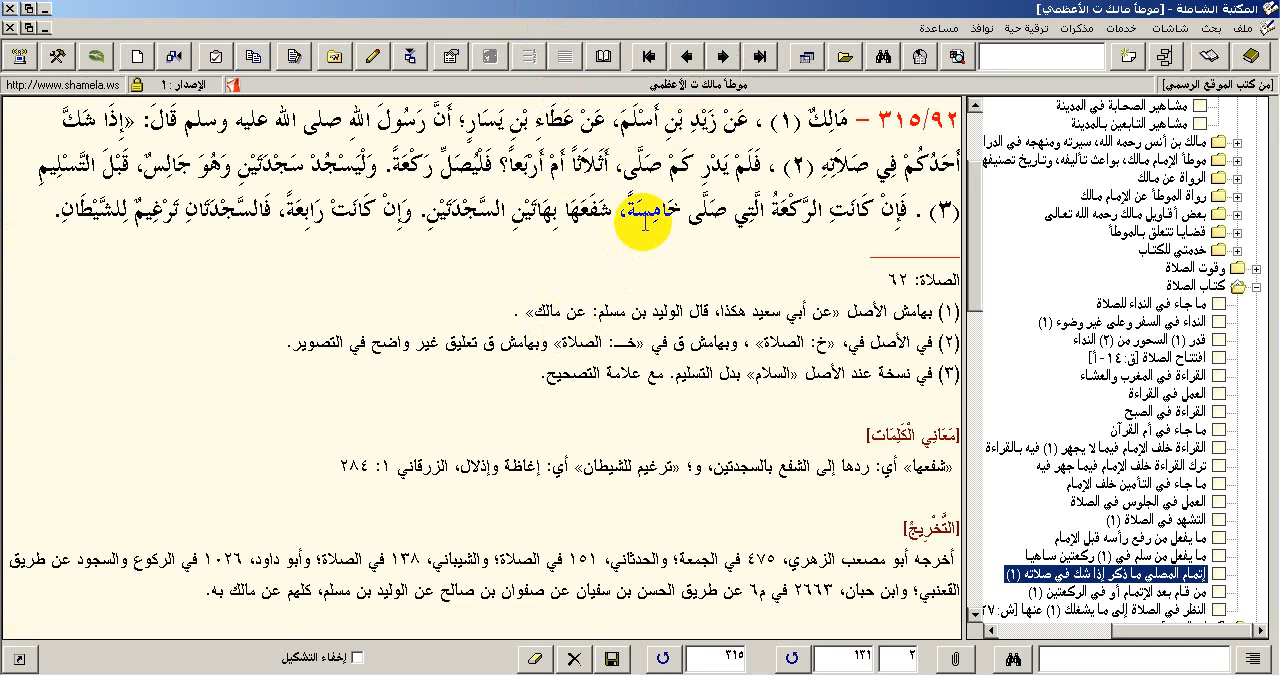 المكتبة الشاملة - [موطأ مالك ت الأعظمي]
ملف بحث شاشات خدمات مذكرات ترقية حية نوافذ مساعدة
[من كتب الموقع الرسمي]
موطأ مالك ت الأعظمي
الإصدار : ١
http://www.shamela.ws
٣١٥/٩٢ – مَالِكٌ (١) ، عَنْ زَيْدِ بْنِ أَسْلَمَ، عَنْ عَطَاءِ بْنِ يَسَارٍ؛ أَنَّ رَسُولَ اللهِ صلى الله عليه وسلم قَالَ: «إِذَا شَكَّ
أَحَدُكُمْ فِي صَلاَتِهِ (٢) ، فَلَمْ يَدْرِ كَمْ صَلَّى، أَثَلاَثاً أَمْ أَرْبَعاً؟ فَلْيُصَلِّ رَكْعَةً. وَلْيَسْجُدْ سَجْدَتَيْنِ وَهُوَ جَالِسٌ، قَبْلَ التَّسْلِيمِ
(٣) . فَإِنْ كَانَتِ الرَّكْعَةُ الَّتِي صَلَّى خَامِسَةً، شَفَعَهَا بِهَاتَيْنِ السَّجْدَتَيْنِ. وَإِنْ كَانَتْ رَابِعَةً، فَالسَّجْدَتَانِ تَرْغِيمٌ لِلشَّيْطَانِ.
الصلاة: ٦٢
(١) بهامش الأصل «عن أبي سعيد هكذا، قال الوليد بن مسلم: عن مالك» .
(٢) في الأصل في، «خ: الصلاة» ، وبهامش ق في «خـــ: الصلاة» وبهامش ق تعليق غير واضح في التصوير.
(٣) في نسخة عند الأصل «السلام» بدل التسليم. مع علامة التصحيح.
[مَعَانِي الْكَلِمَات]
«شفعها» أي: ردها إلى الشفع بالسجدتين، و؛ «ترغيم للشيطان» أي: إغاظة وإذلال، الزرقاني ١: ٢٨٤
[التَّخْرِيجُ]
أخرجه أبو مصعب الزهري، ٤٧٥ في الجمعة؛ والحدثاني، ١٥١ في الصلاة؛ والشيباني، ١٣٨ في الصلاة؛ وأبو داود، ١٠٢٦ في الركوع والسجود عن طريق
القعنبي؛ وابن حبان، ٢٦٦٣ في م٦ عن طريق الحسن بن سفيان عن صفوان بن صالح عن الوليد بن مسلم، كلهم عن مالك به.
مشاهير الصحابة في المدينة
مشاهير التابعين بالمدينة
مالك بن أنس رحمه الله، سيرته ومنهجه في الدرا
موطأ الإمام مالك، بواعث تأليفه، وتاريخ تصنيفه
الرواة عن مالك
رواة الموطأ عن الإمام مالك
بعض أقاويل مالك رحمه الله تعالى
قضايا تتعلق بالموطأ
خدمتي للكتاب
وقوت الصلاة
كتاب الصلاة
ما جاء في النداء للصلاة
النداء في السفر وعلى غير وضوء (١)
قدر (١) السحور من (٢) النداء
افتتاح الصلاة [ق: ١٤ - أ]
القراءة في المغرب والعشاء
العمل في القراءة
القراءة في الصبح
ما جاء في أم القرآن
القراءة خلف الإمام فيما لا يجهر (١) فيه بالقراءة
ترك القراءة خلف الإمام فيما جهر فيه
ما جاء في التأمين خلف الإمام
العمل في الجلوس في الصلاة
التشهد في الصلاة (١)
ما يفعل من رفع رأسه قبل الإمام
ما يفعل من سلم في (١) ركعتين ساهيا
إتمام المصلي ما ذكر إذا شك في صلاته (١)
من قام بعد الإتمام أو في الركعتين (١)
النظر في الصلاة إلى ما يشغلك (١) عنها [ش: ٢٧
٢
١٣١
٣١٥
إخفاء التشكيل